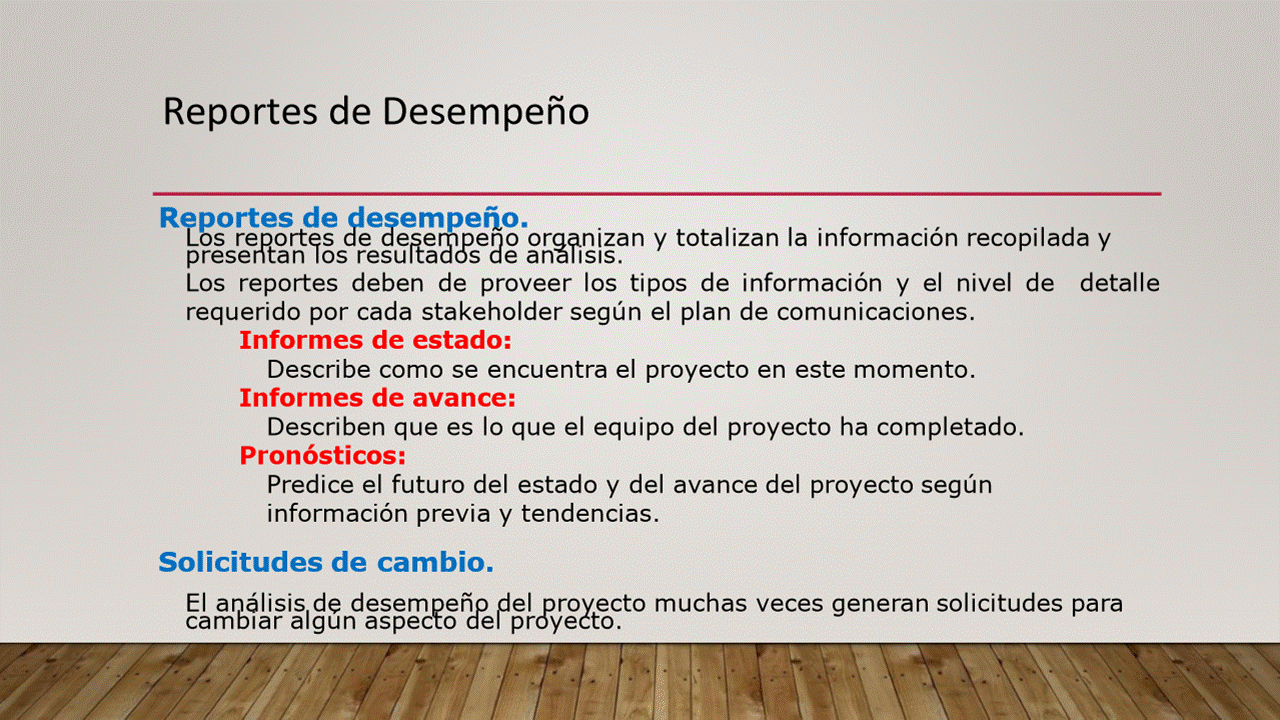 Reportes de Desempeño
Reportes de desempeño.
Los reportes de desempeño organizan y totalizan la información recopilada y
presentan los resultados de análisis.
Los reportes deben de proveer los tipos de información y el nivel de detalle
requerido por cada stakeholder según el plan de comunicaciones.
Informes de estado:
Describe como se encuentra el proyecto en este momento.
Informes de avance:
Describen que es lo que el equipo del proyecto ha completado.
Pronósticos:
Predice el futuro del estado y del avance del proyecto según
información previa y tendencias.
Solicitudes de cambio.
El análisis de desempeño del proyecto muchas veces generan solicitudes para
cambiar algún aspecto del proyecto.